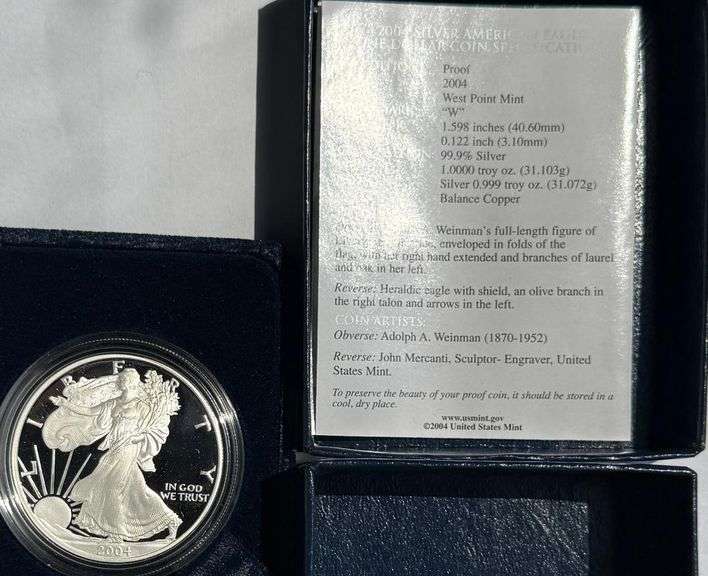 LIBERTY
IN GOD
WE TRUST
2004
2004 SILVER AMERICAN EAGLE
DOLLAR COIN
Proof
2004
West Point Mint
"W"
1.598 inches (40.60mm)
0.122 inch (3.10mm)
99.9% Silver
1.0000 troy oz. (31.103g)
Silver 0.999 troy oz. (31.072g)
Balance Copper
A. Weinman's full-length figure of
enveloped in folds of the
flag, with her right hand extended and branches of laurel
and oak in her left.
Reverse: Heraldic eagle with shield, an olive branch in
the right talon and arrows in the left.
COIN ARTISTS:
Obverse: Adolph A. Weinman (1870-1952)
Reverse: John Mercanti, Sculptor- Engraver, United
States Mint.
To preserve the beauty of your proof coin, it should be stored in a
cool, dry place.
www.usmint.gov
©2004 United States Mint